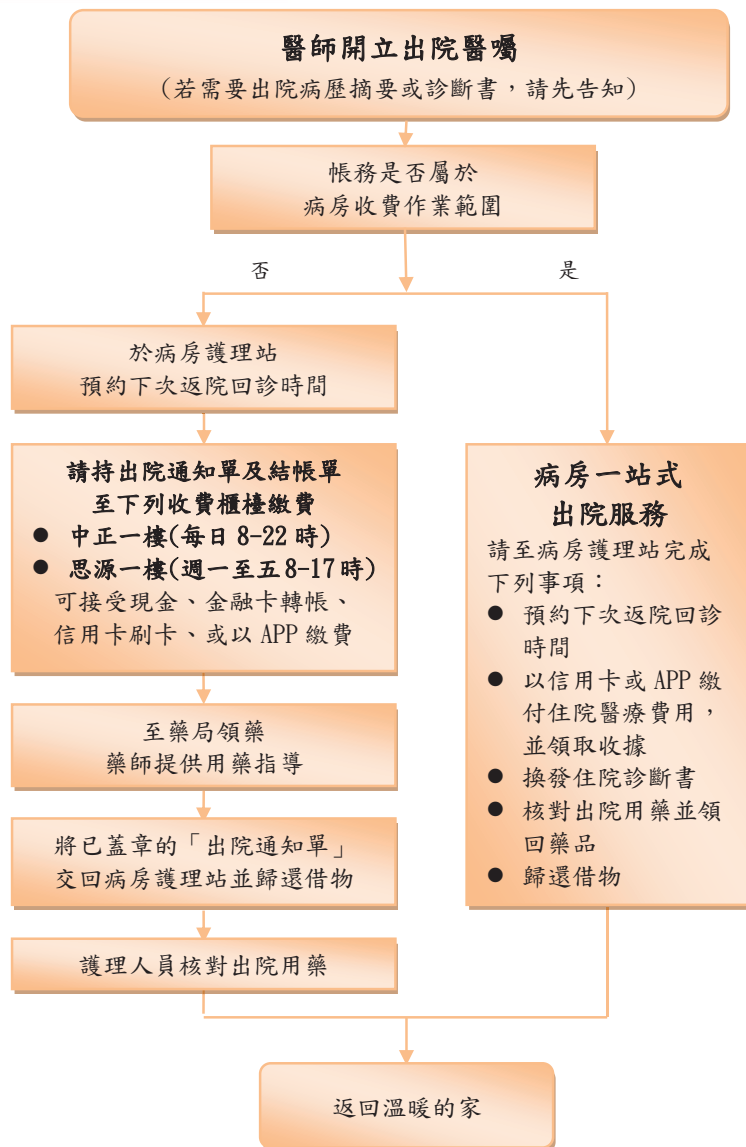 醫師開立出院醫囑
(若需要出院病歷摘要或診斷書，請先告知)
帳務是否屬於
病房收費作業範圍
否
是
於病房護理站
預約下次返院回診時間
請持出院通知單及結帳單
至下列收費櫃檯繳費
● 中正一樓(每日 8-22 時)
● 思源一樓(週一至五 8-17 時)
可接受現金、金融卡轉帳、
信用卡刷卡、或以 APP 繳費
至藥局領藥
藥師提供用藥指導
將已蓋章的「出院通知單」
交回病房護理站並歸還借物
護理人員核對出院用藥
病房一站式
出院服務
請至病房護理站完成
下列事項：
● 預約下次返院回診
時間
● 以信用卡或 APP 繳
付住院醫療費用，
並領取收據
● 換發住院診斷書
● 核對出院用藥並領
回藥品
● 歸還借物
返回溫暖的家